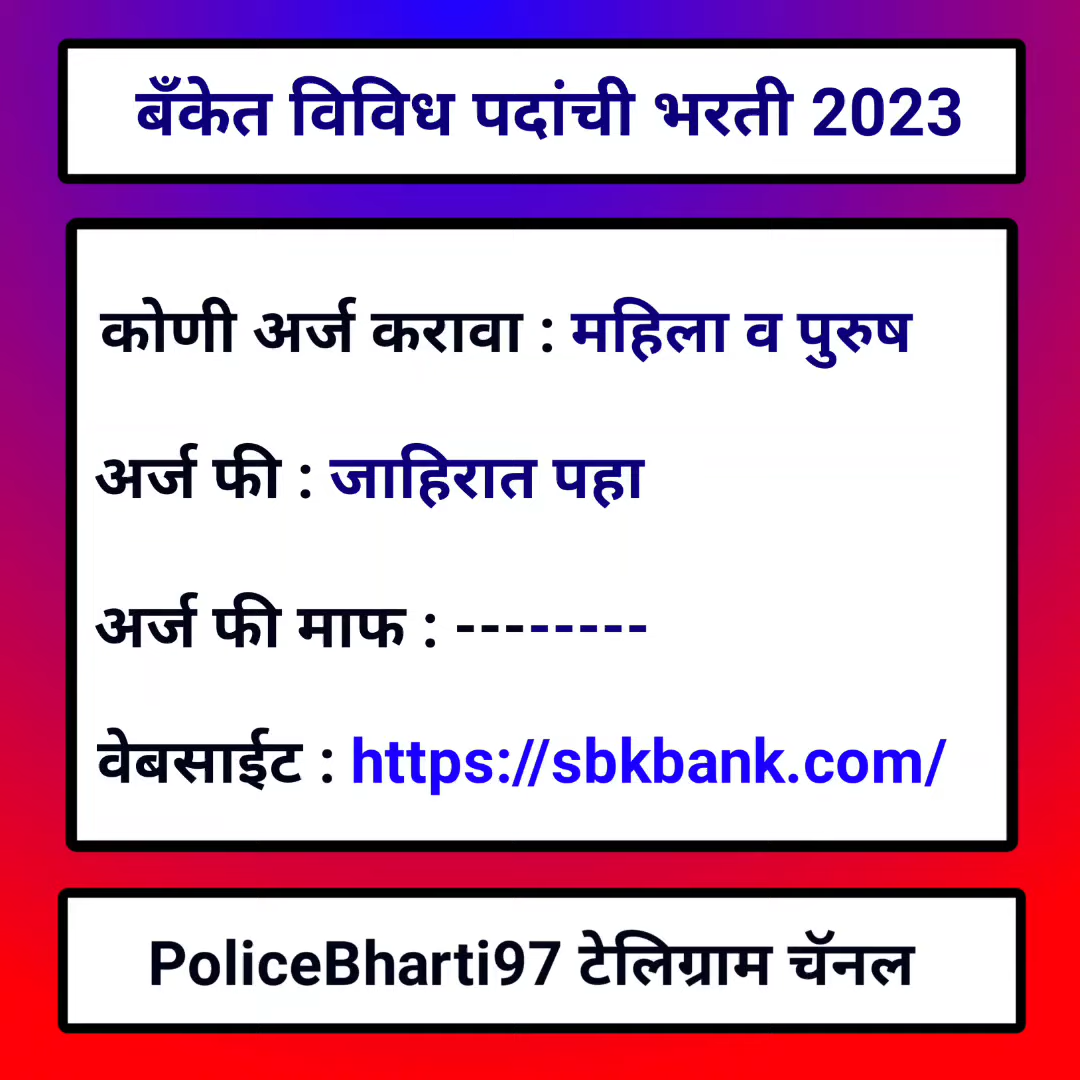 बँकेत विविध पदांची भरती 2023
कोणी अर्ज करावा : महिला व पुरुष
अर्ज फी : जाहिरात पहा
अर्ज फी माफ : --------
वेबसाईट : https://sbkbank.com/
PoliceBharti97 टेलिग्राम चॅनल